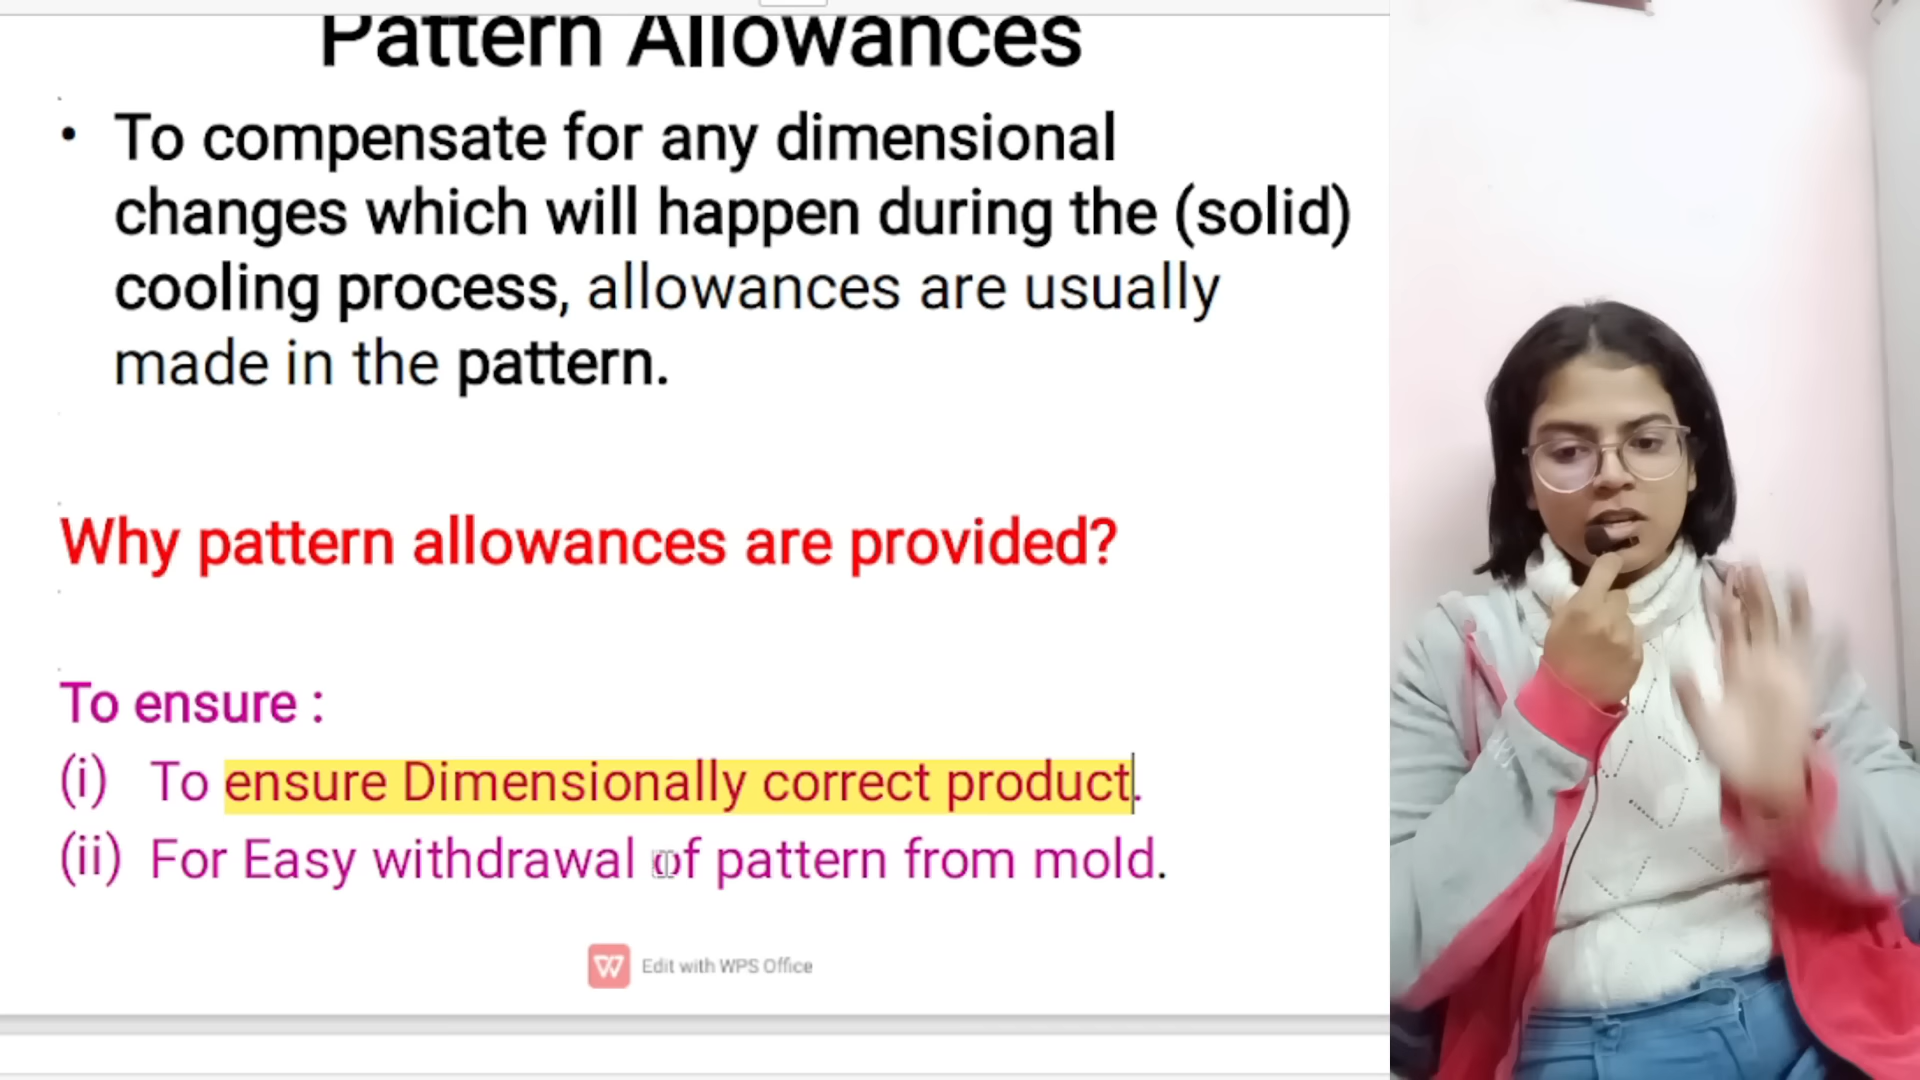 Pattern Allowances
• To compensate for any dimensional
changes which will happen during the (solid)
cooling process, allowances are usually
made in the pattern.
Why pattern allowances are provided?
To ensure :
(i) To ensure Dimensionally correct product.
(ii) For Easy withdrawal of pattern from mold.
Edit with WPS Office